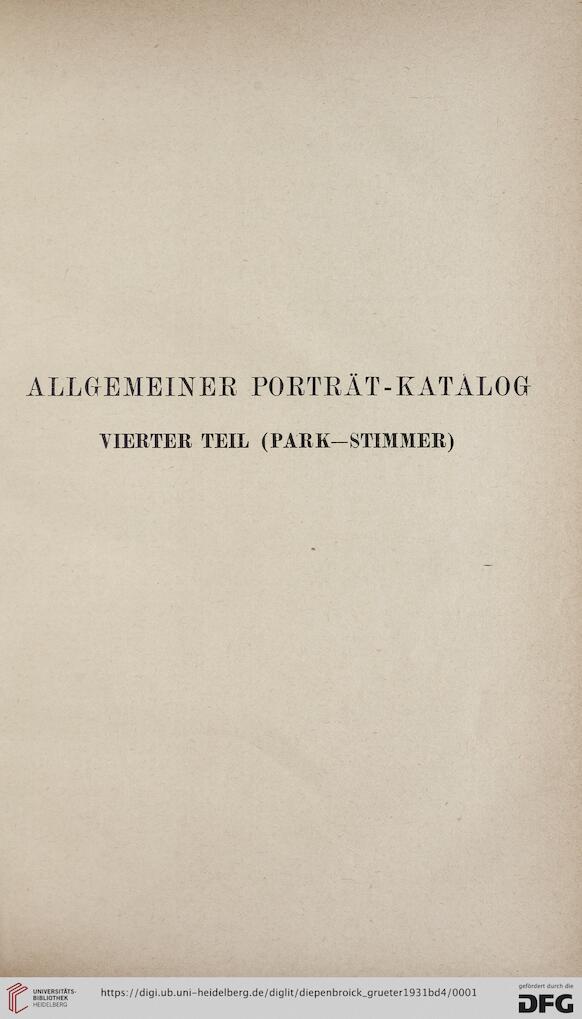 ALLGEMEINER PORTRÄT-KATALOG
VIERTER TEIL (PARK—STIMMER)
UNIVERSITÄTS-
BIBLIOTHEK
HEIDELBERG
https://digi.ub.uni-heidelberg.de/diglit/diepenbroick_grueter1931bd4/0001
gefördert durch die
DFG